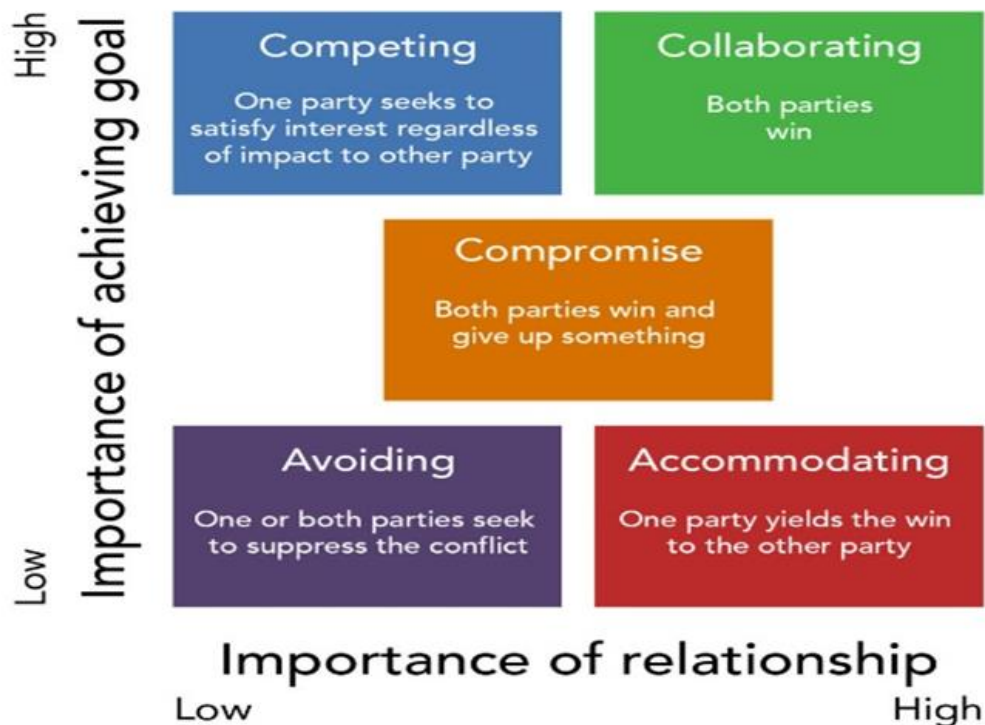 High
Importance of achieving goal
Low
Competing
One party seeks to
satisfy interest regardless
of impact to other party
Collaborating
Both parties
win
Compromise
Both parties win and
give up something
Avoiding
One or both parties seek
to suppress the conflict
Accommodating
One party yields the win
to the other party
Importance of relationship
Low
High